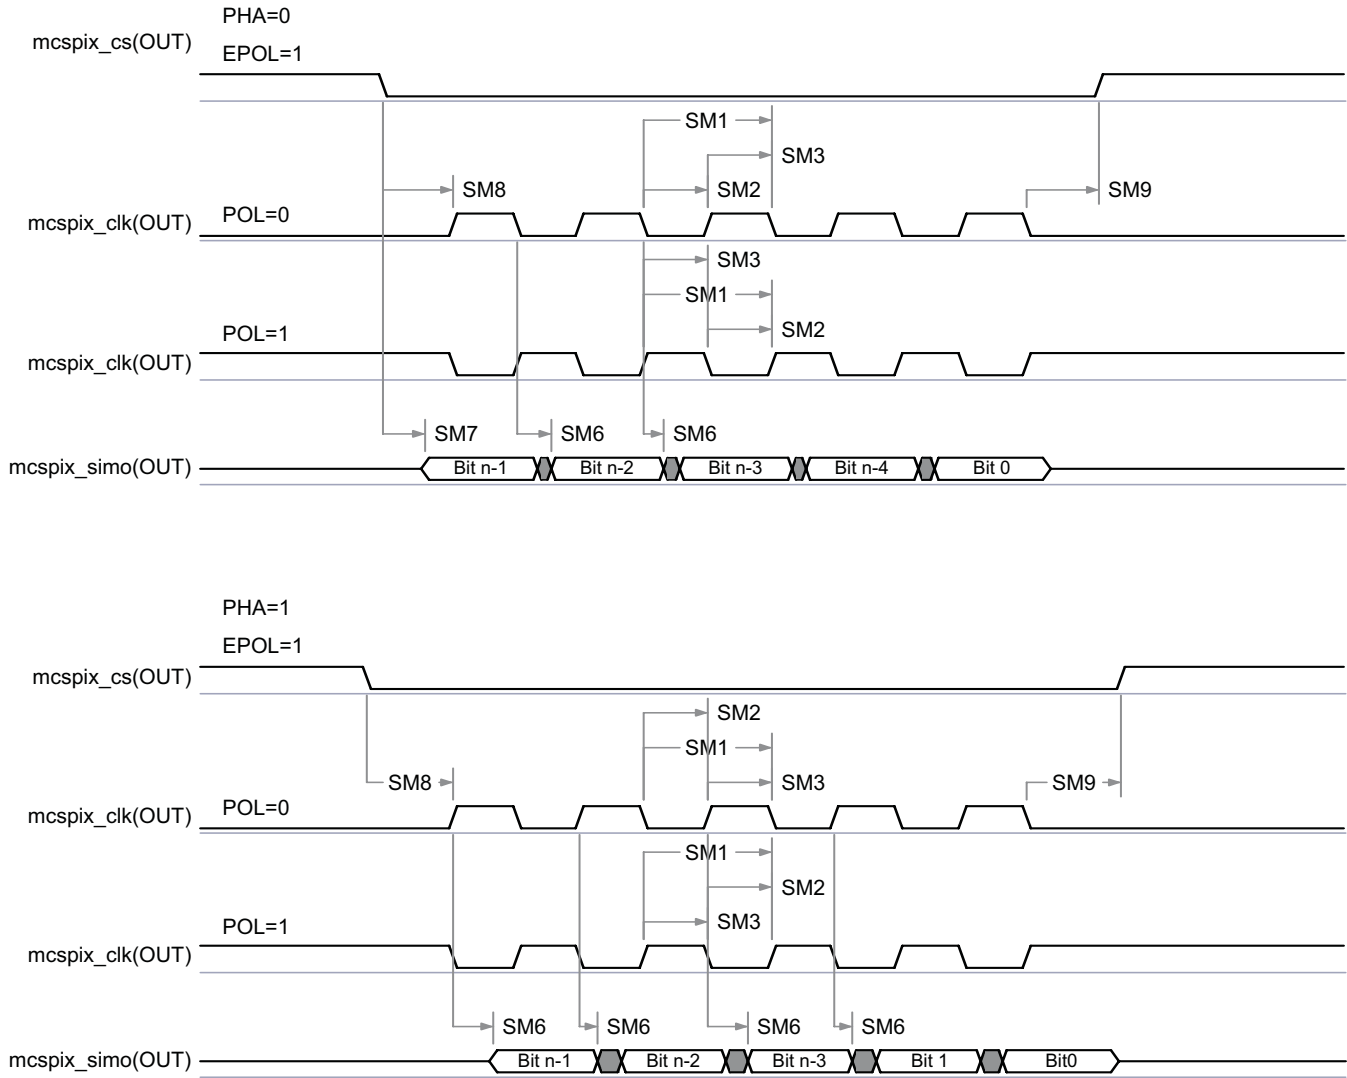 PHA=0
mcspix_cs(OUT)
EPOL=1
SM1
SM3
SM8
SM2
SM9
POL=0
mcspix_clk(OUT)
SM3
SM1
SM2
POL=1
mcspix_clk(OUT)
SM7
SM6
SM6
mcspix_simo(OUT)
Bit n-1
Bit n-2
Bit n-3
Bit n-4
Bit 0
PHA=1
EPOL=1
mcspix_cs(OUT)
SM2
SM1
SM8
SM3
SM9
POL=0
mcspix_clk(OUT)
SM1
SM2
SM3
POL=1
mcspix_clk(OUT)
SM6
SM6
SM6
SM6
mcspix_simo(OUT)
Bit n-1
Bit n-2
Bit n-3
Bit 1
Bit0